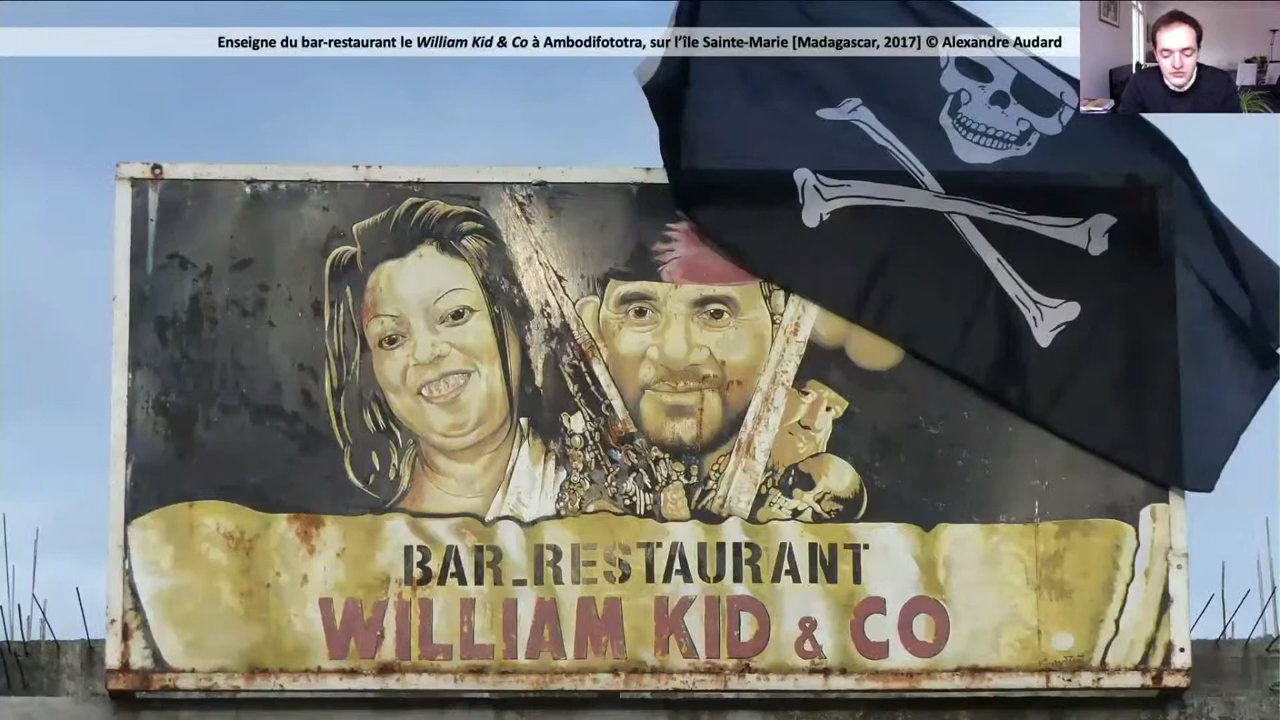 Enseigne du bar-restaurant le William Kid & Co à Ambodifototra, sur l'île Sainte-Marie [Madagascar, 2017] © Alexandre Audard
BAR_RESTAURANT
WILLIAM KID & CO